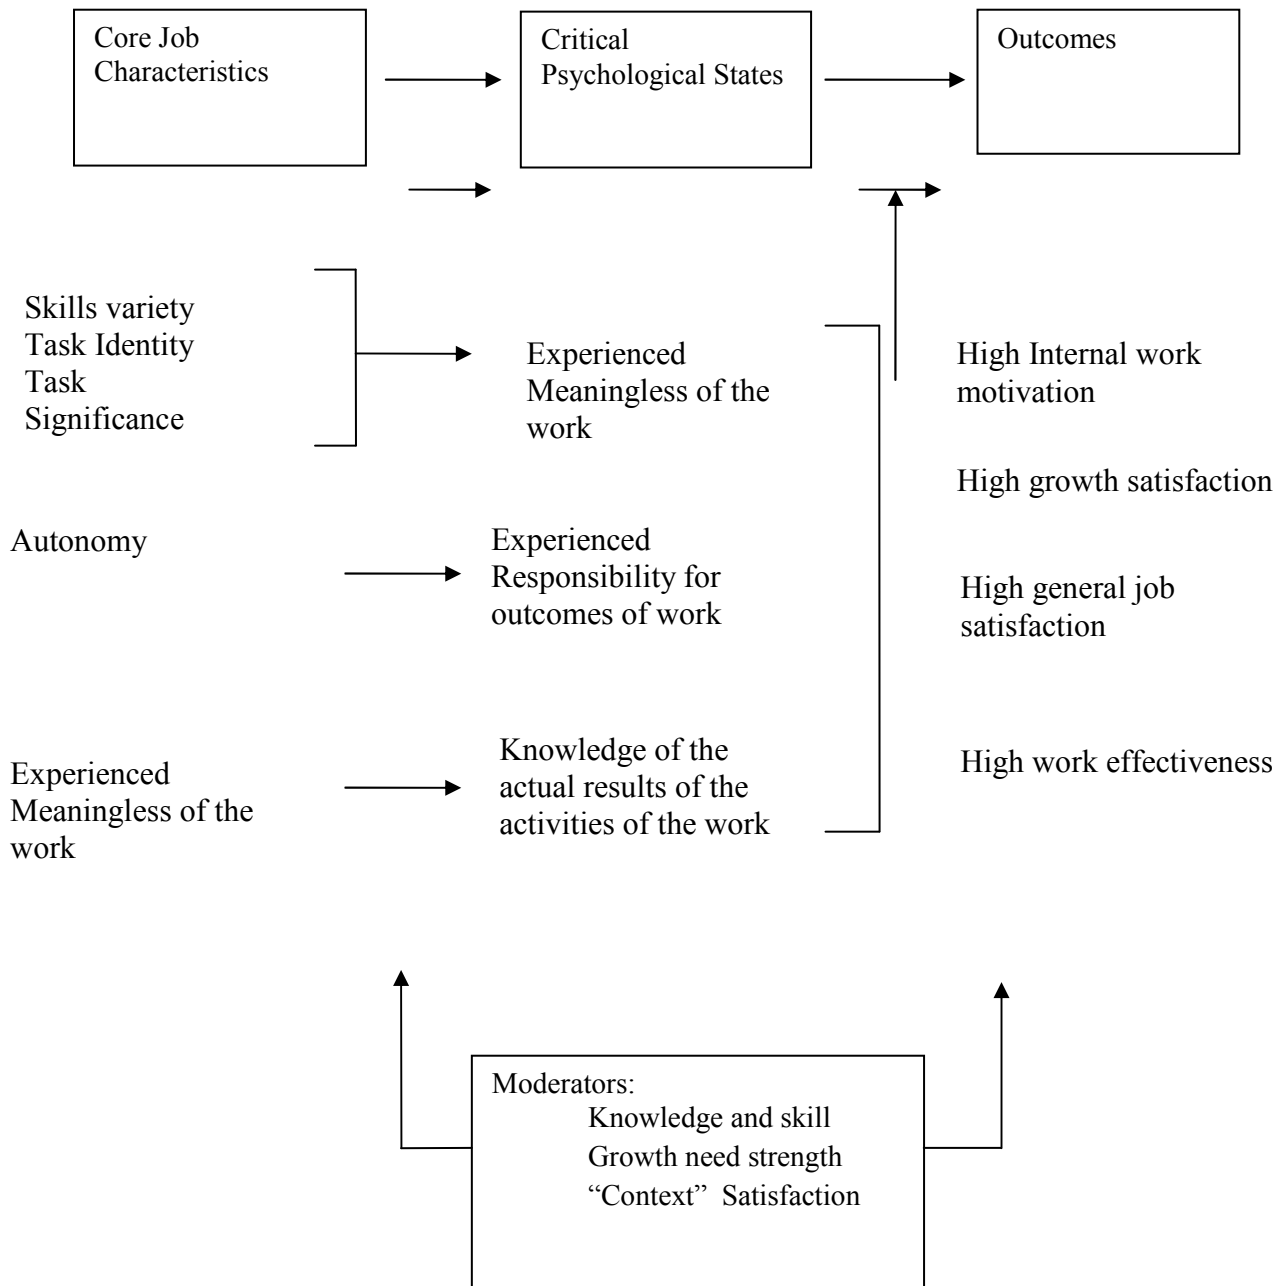 Core Job
Characteristics
Critical
Psychological States
Outcomes
Skills variety
Task Identity
Task
Significance
Experienced
Meaningless of the
work
High Internal work
motivation
High growth satisfaction
Autonomy
Experienced
Responsibility for
outcomes of work
High general job
satisfaction
Experienced
Meaningless of the
work
Knowledge of the
actual results of the
activities of the work
High work effectiveness
Moderators:
Knowledge and skill
Growth need strength
“Context”  Satisfaction